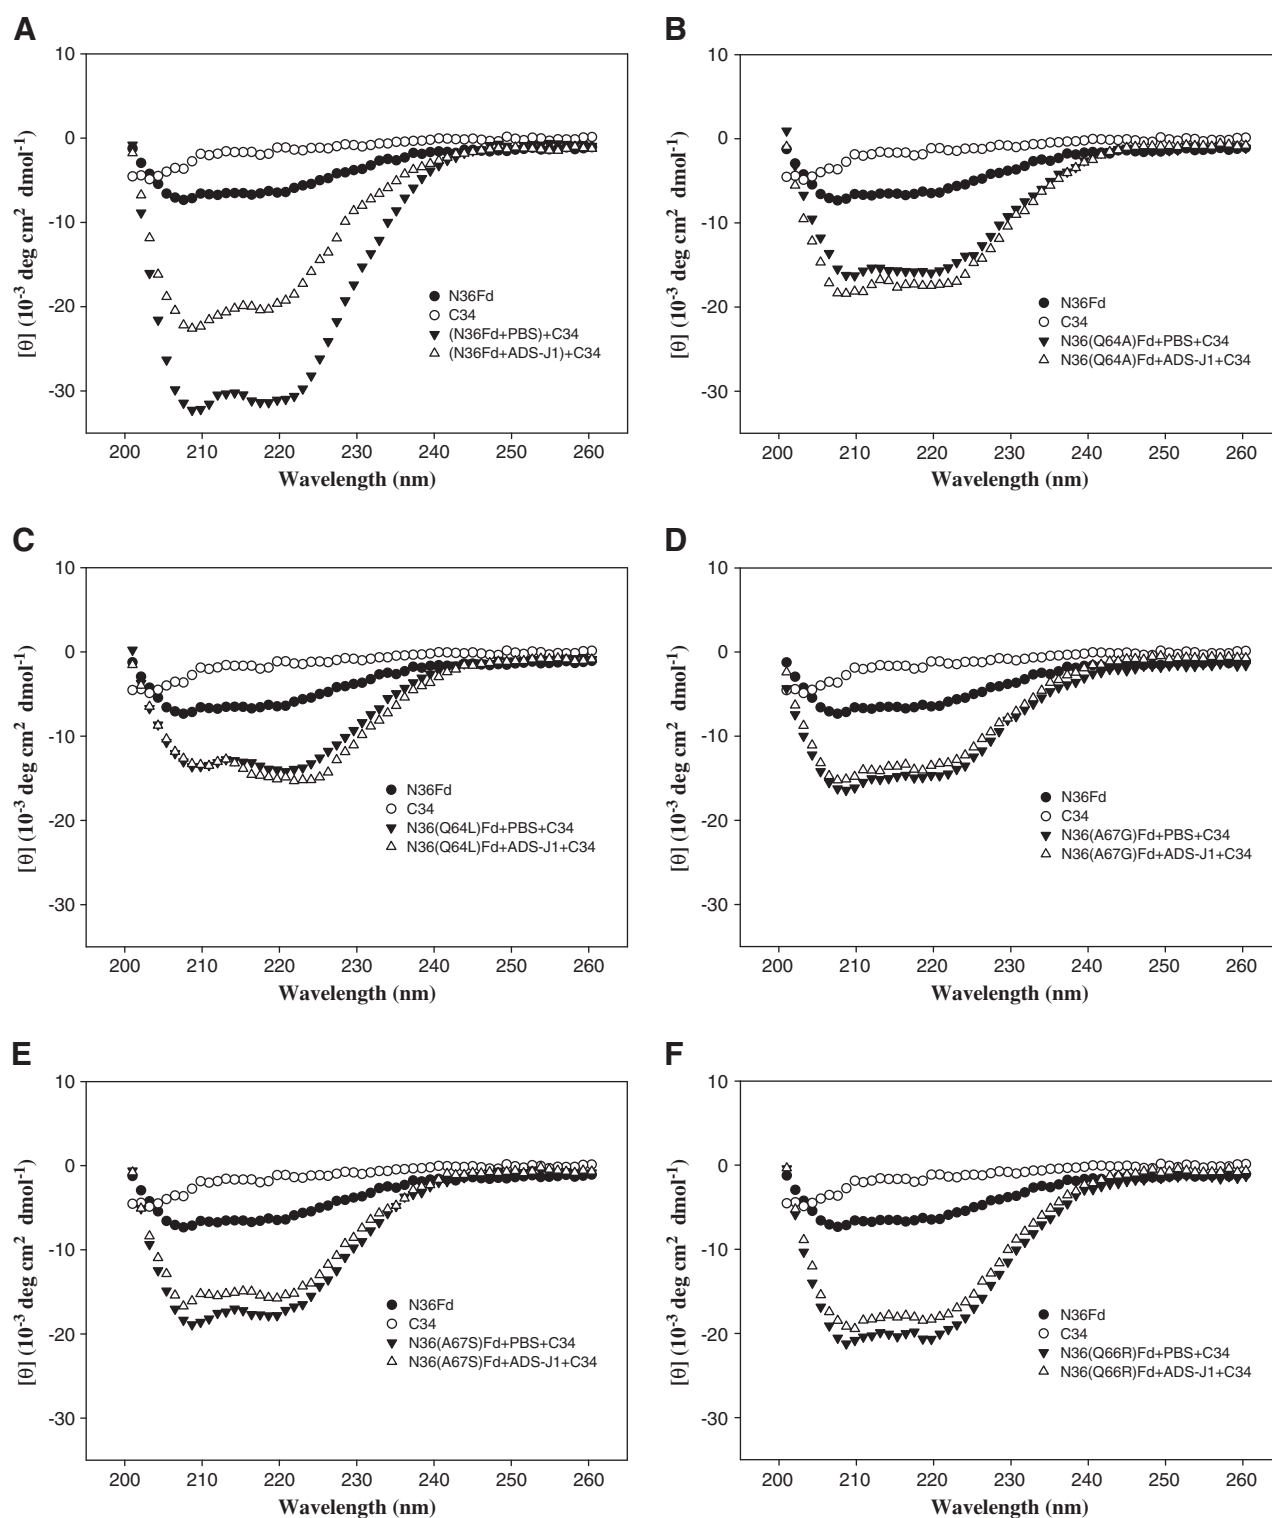 A
10
0
-10
-20
-30
[θ] (10-3 deg cm2 dmol-1)
N36Fd
C34
(N36Fd+PBS)+C34
(N36Fd+ADS-J1)+C34
200 210 220 230 240 250 260
Wavelength (nm)
B
10
0
-10
-20
-30
[θ] (10-3 deg cm2 dmol-1)
N36Fd
C34
N36(Q64A)Fd+PBS+C34
N36(Q64A)Fd+ADS-J1+C34
200 210 220 230 240 250 260
Wavelength (nm)
C
10
0
-10
-20
-30
[θ] (10-3 deg cm2 dmol-1)
N36Fd
C34
N36(Q64L)Fd+PBS+C34
N36(Q64L)Fd+ADS-J1+C34
200 210 220 230 240 250 260
Wavelength (nm)
D
10
0
-10
-20
-30
[θ] (10-3 deg cm2 dmol-1)
N36Fd
C34
N36(A67G)Fd+PBS+C34
N36(A67G)Fd+ADS-J1+C34
200 210 220 230 240 250 260
Wavelength (nm)
E
10
0
-10
-20
-30
[θ] (10-3 deg cm2 dmol-1)
N36Fd
C34
N36(A67S)Fd+PBS+C34
N36(A67S)Fd+ADS-J1+C34
200 210 220 230 240 250 260
Wavelength (nm)
F
10
0
-10
-20
-30
[θ] (10-3 deg cm2 dmol-1)
N36Fd
C34
N36(Q66R)Fd+PBS+C34
N36(Q66R)Fd+ADS-J1+C34
200 210 220 230 240 250 260
Wavelength (nm)